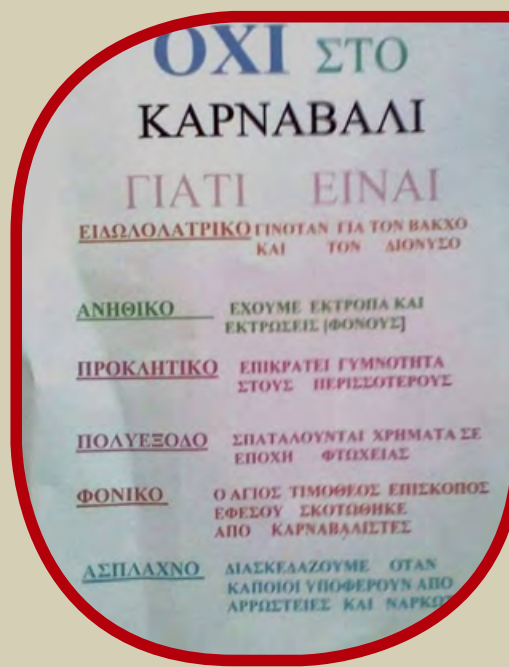 ΟΧΙ ΣΤΟ
ΚΑΡΝΑΒΑΛΙ
ΓΙΑΤΙ ΕΙΝΑΙ
ΕΙΔΩΛΟΛΑΤΡΙΚΟ ΓΙΝΟΤΑΝ ΓΙΑ ΤΟΝ ΒΑΚΧΟ
ΚΑΙ ΤΟΝ ΔΙΟΝΥΣΟ
ΑΝΗΘΙΚΟ ΕΧΟΥΜΕ ΕΚΤΡΟΠΑ ΚΑΙ
ΕΚΤΡΩΣΕΙΣ [ΦΟΝΟΥΣ]
ΠΡΟΚΛΗΤΙΚΟ ΕΠΙΚΡΑΤΕΙ ΓΥΜΝΟΤΗΤΑ
ΣΤΟΥΣ ΠΕΡΙΣΣΟΤΕΡΟΥΣ
ΠΟΛΥΕΞΟΔΟ ΣΠΑΤΑΛΟΥΝΤΑΙ ΧΡΗΜΑΤΑ ΣΕ
ΕΠΟΧΗ ΦΤΩΧΕΙΑΣ
ΦΟΝΙΚΟ Ο ΑΓΙΟΣ ΤΙΜΟΘΕΟΣ ΕΠΙΣΚΟΠΟΣ
ΕΦΕΣΟΥ ΣΚΟΤΩΘΗΚΕ
ΑΠΟ ΚΑΡΝΑΒΑΛΙΣΤΕΣ
ΑΣΠΛΑΧΝΟ ΔΙΑΣΚΕΔΑΖΟΥΜΕ ΟΤΑΝ
ΚΑΠΟΙΟΙ ΥΠΟΦΕΡΟΥΝ ΑΠΟ
ΑΡΡΩΣΤΕΙΕΣ ΚΑΙ